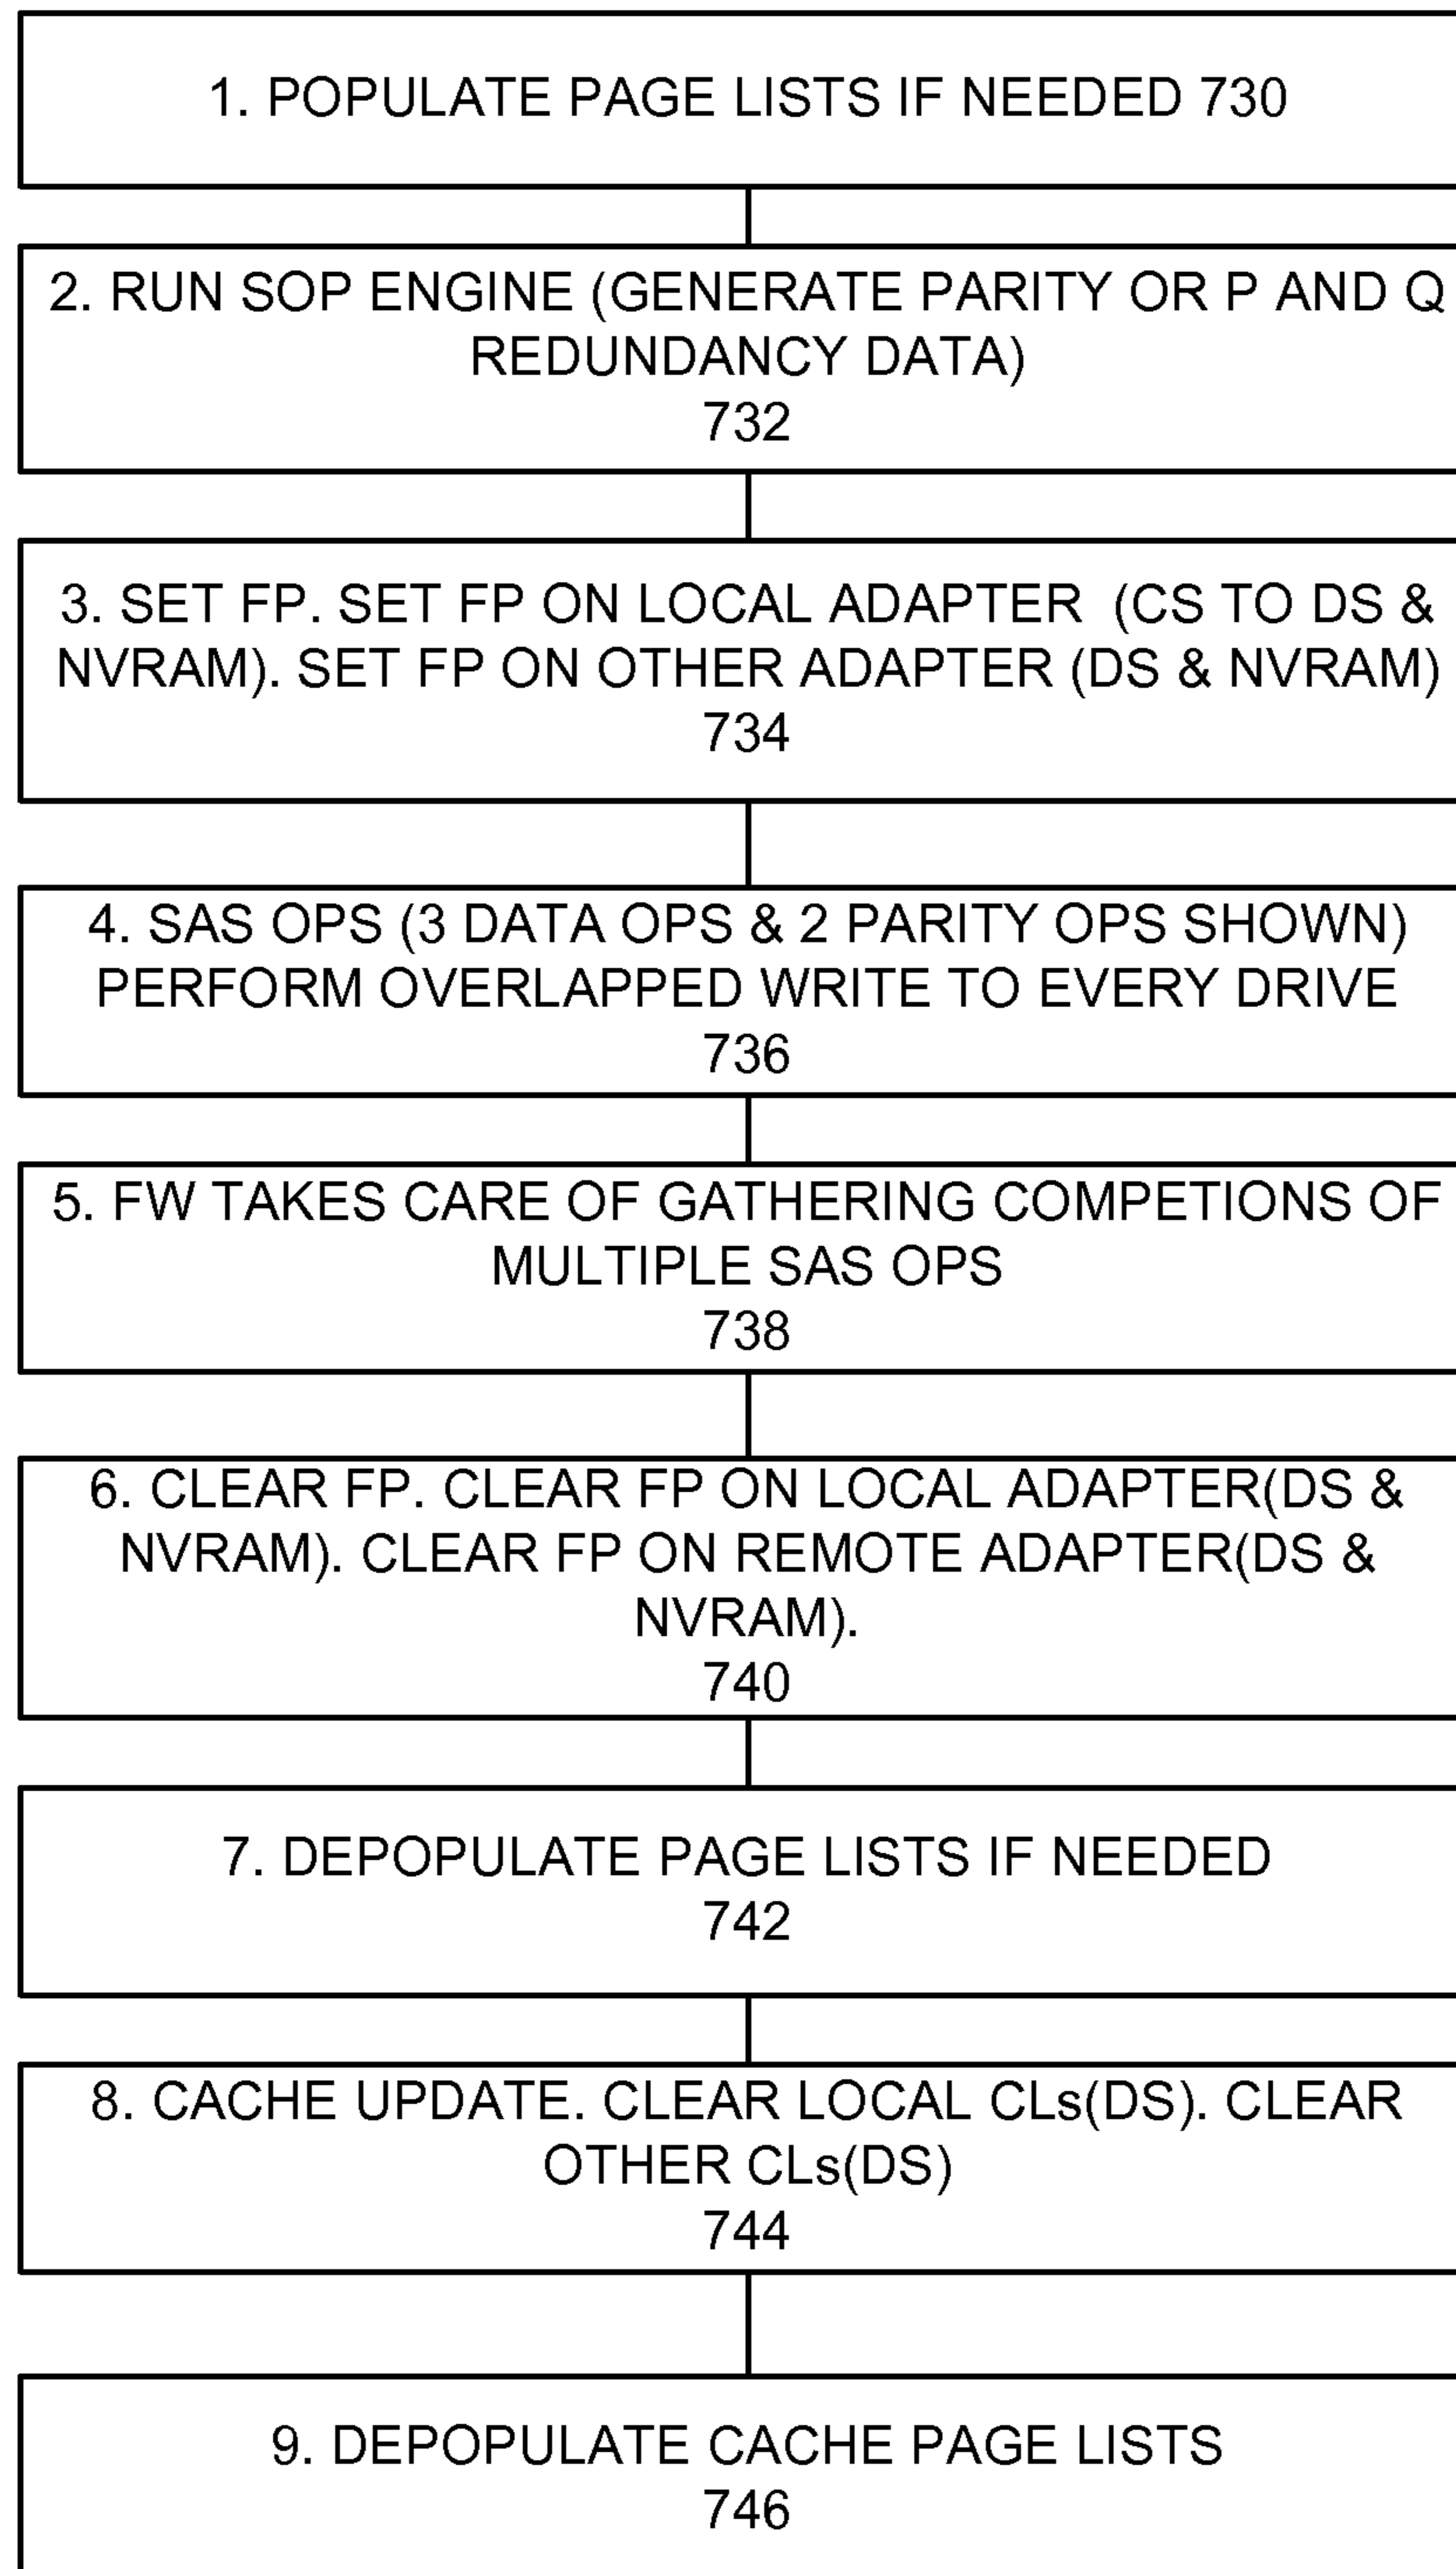 1. POPULATE PAGE LISTS IF NEEDED 730
2. RUN SOP ENGINE (GENERATE PARITY OR P AND Q
REDUNDANCY DATA)
732
3. SET FP. SET FP ON LOCAL ADAPTER (CS TO DS &
NVRAM). SET FP ON OTHER ADAPTER (DS & NVRAM)
734
4. SAS OPS (3 DATA OPS & 2 PARITY OPS SHOWN)
PERFORM OVERLAPPED WRITE TO EVERY DRIVE
736
5. FW TAKES CARE OF GATHERING COMPETIONS OF
MULTIPLE SAS OPS
738
6. CLEAR FP. CLEAR FP ON LOCAL ADAPTER(DS &
NVRAM). CLEAR FP ON REMOTE ADAPTER(DS &
NVRAM).
740
7. DEPOPULATE PAGE LISTS IF NEEDED
742
8. CACHE UPDATE. CLEAR LOCAL CLs(DS). CLEAR
OTHER CLs(DS)
744
9. DEPOPULATE CACHE PAGE LISTS
746